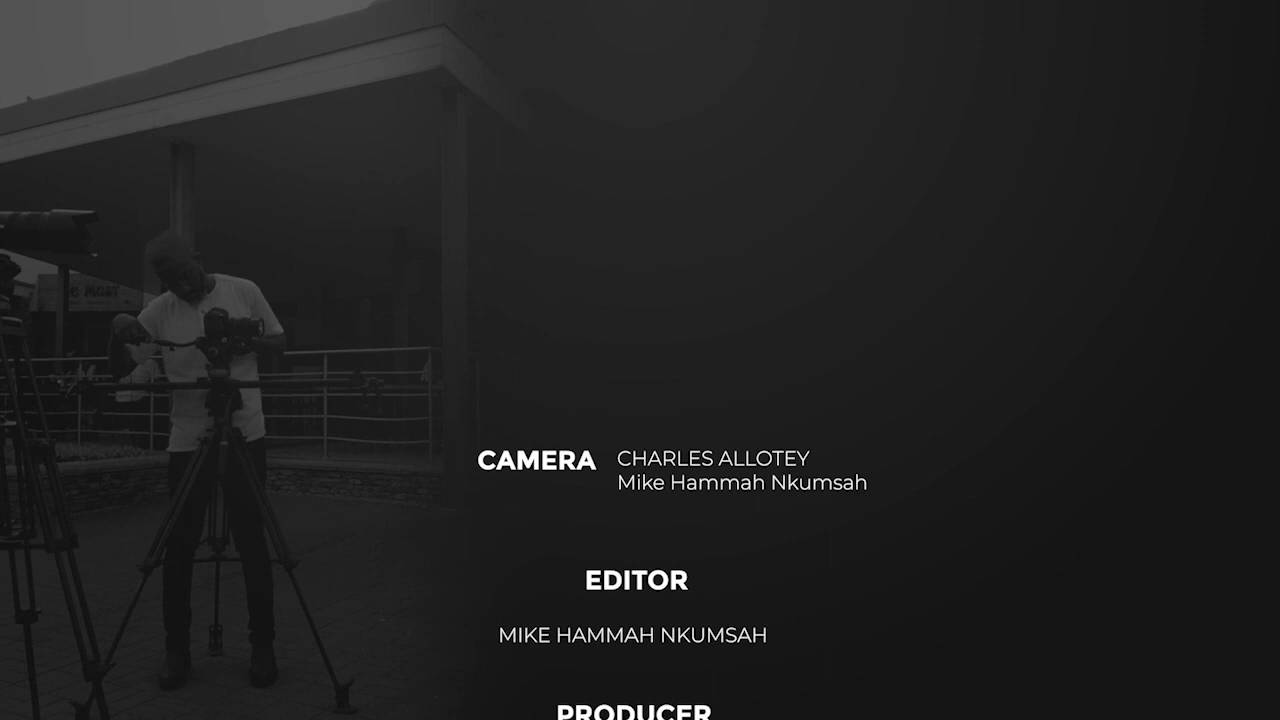 CAMERA CHARLES ALLOTEY
Mike Hammah Nkumsah
EDITOR
MIKE HAMMAH NKUMSAH
PRODUCER